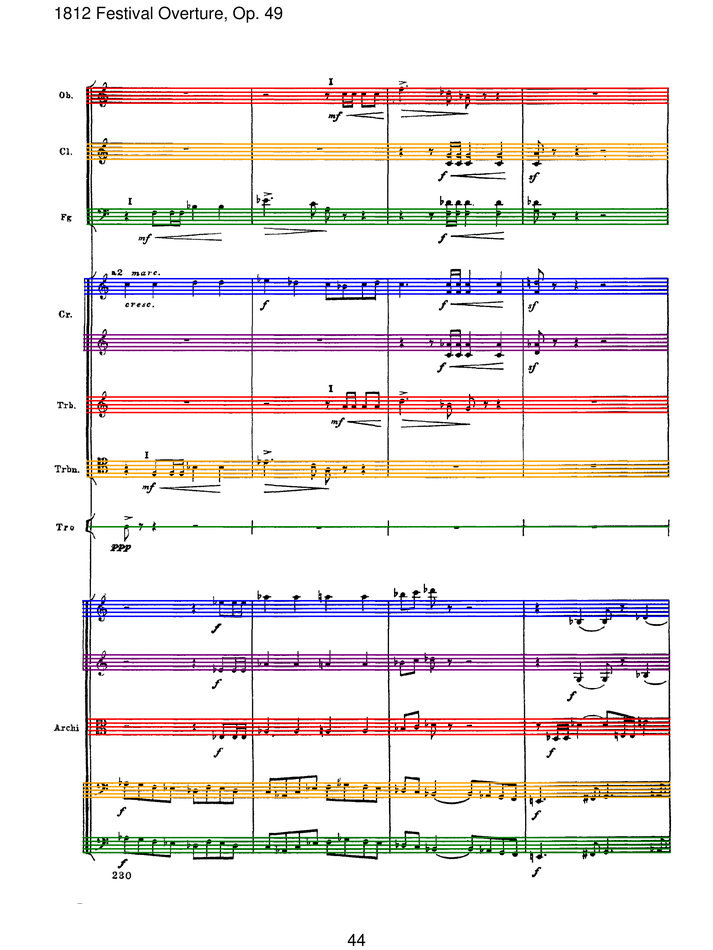 1812 Festival Overture, Op. 49
I
Ob.
mf
Cl.
f sf
I
Fg
mf f
a2 marc.
cresc. f f sf
Cr.
f sf
I
Trb.
mf
I
Trbn.
mf
Tro
ppp
f
f f
Archi
f f
f f
f f
230
44